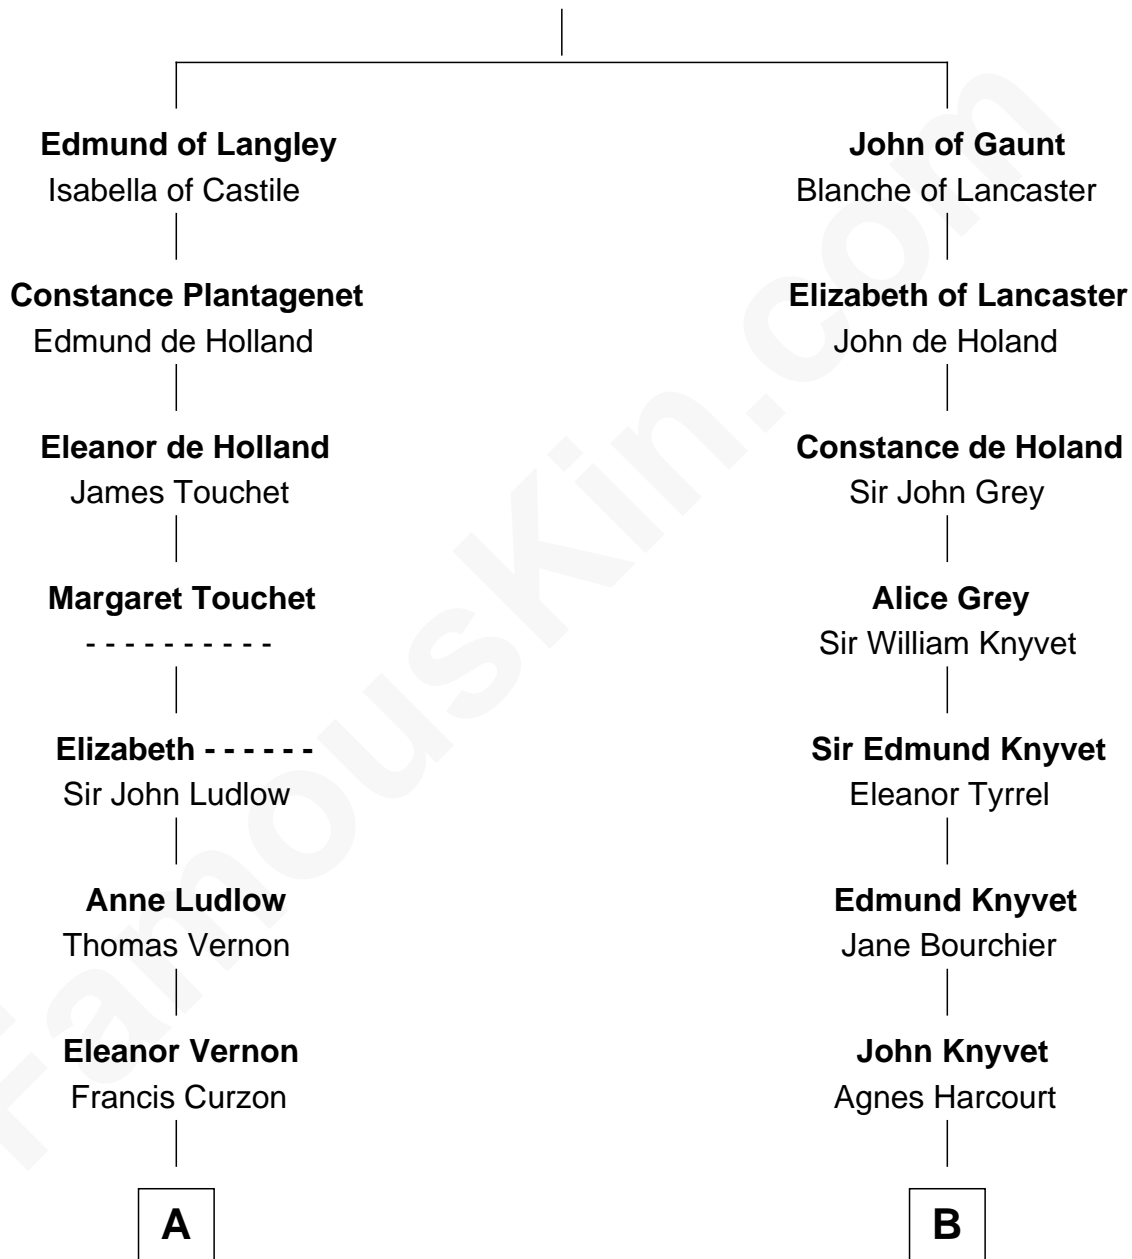 Edmund of Langley
Isabella of Castile
Constance Plantagenet
Edmund de Holland
Eleanor de Holland
James Touchet
Margaret Touchet
- - - - - - - - - -
Elizabeth - - - - - -
Sir John Ludlow
Anne Ludlow
Thomas Vernon
Eleanor Vernon
Francis Curzon
A
John of Gaunt
Blanche of Lancaster
Elizabeth of Lancaster
John de Holand
Constance de Holand
Sir John Grey
Alice Grey
Sir William Knyvet
Sir Edmund Knyvet
Eleanor Tyrrel
Edmund Knyvet
Jane Bourchier
John Knyvet
Agnes Harcourt
B
FamousKin.com